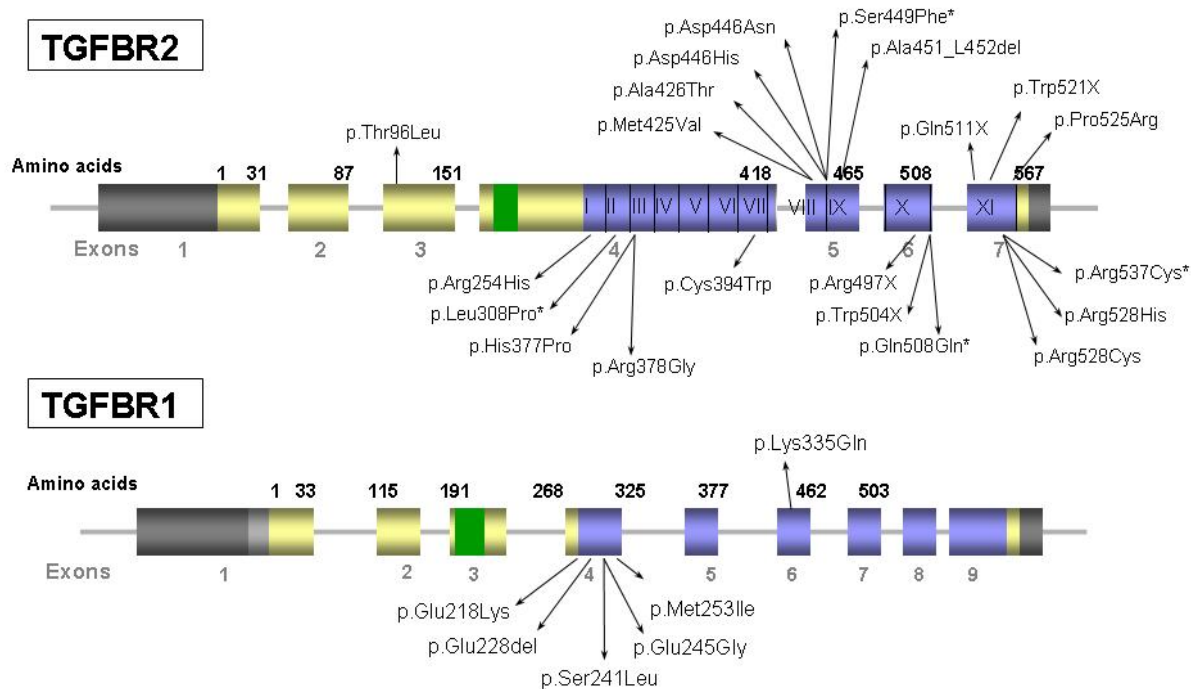 TGFBR2
p.Ser449Phe*
p.Asp446Asn
p.Ala451_L452del
p.Asp446His
p.Trp521X
p.Ala426Thr
p.Gln511X
p.Pro525Arg
p.Thr96Leu
p.Met425Val
Amino acids 1 31 87 151 418 465 508 567
I II III IV V VI VII VIII IX X XI
Exons 1 2 3 4 5 6 7
p.Arg254His
p.Cys394Trp
p.Arg497X
p.Arg537Cys*
p.Leu308Pro*
p.Trp504X
p.Arg528His
p.His377Pro
p.Gln508Gln*
p.Arg378Gly
p.Arg528Cys
TGFBR1
p.Lys335Gln
Amino acids 1 33 115 191 268 325 377 462 503
Exons 1 2 3 4 5 6 7 8 9
p.Glu218Lys
p.Met253Ile
p.Glu228del
p.Glu245Gly
p.Ser241Leu